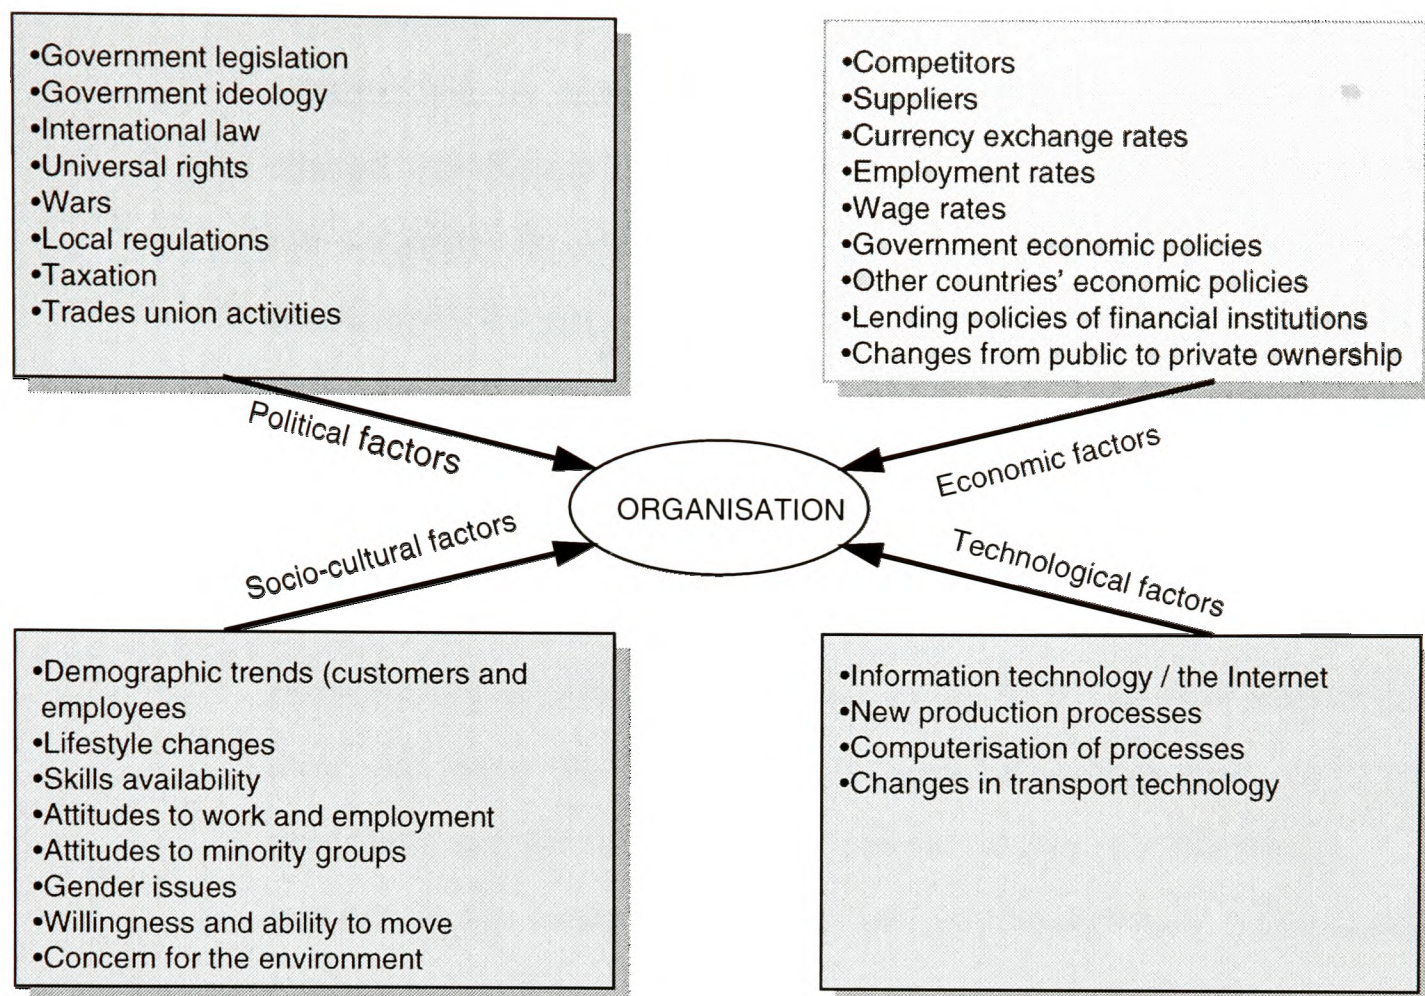 •Government legislation
•Government ideology
•International law
•Universal rights
•Wars
•Local regulations
•Taxation
•Trades union activities
•Competitors
•Suppliers
•Currency exchange rates
•Employment rates
•Wage rates
•Government economic policies
•Other countries' economic policies
•Lending policies of financial institutions
•Changes from public to private ownership
Political factors
Economic factors
ORGANISATION
Socio-cultural factors
Technological factors
•Demographic trends (customers and
employees
•Lifestyle changes
•Skills availability
•Attitudes to work and employment
•Attitudes to minority groups
•Gender issues
•Willingness and ability to move
•Concern for the environment
•Information technology / the Internet
•New production processes
•Computerisation of processes
•Changes in transport technology